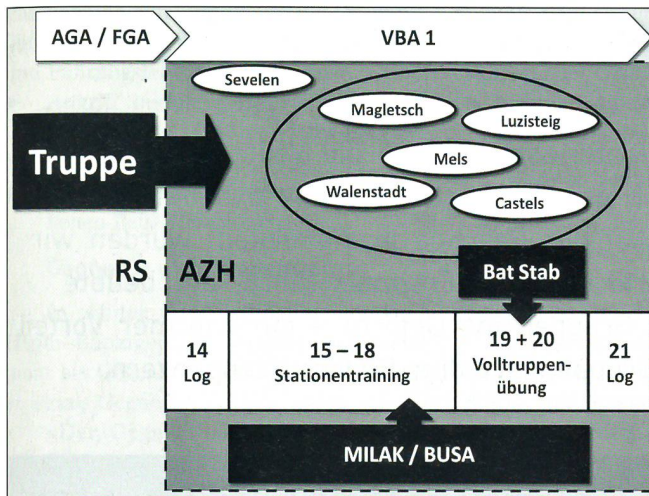 AGA / FGA
VBA 1
Sevelen
Magletsch
Luzisteig
Truppe
Mels
Walenstadt
Castels
RS AZH
Bat Stab
14
Log
15 – 18
Stationentraining
19 + 20
Volltruppen-
übung
21
Log
MILAK / BUSA